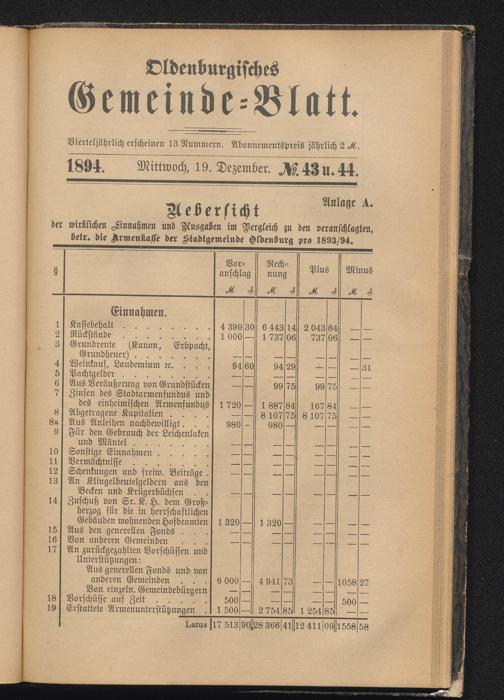 Oldenburgisches
Gemeinde-Blatt.
Vierteljährlich erscheinen 13 Nummern. Abonnementspreis jährlich 2 ℳ.
1894. Mittwoch, 19. Dezember. №. 43 u. 44.
Anlage A.
Uebersicht
der wirklichen Einnahmen und Ausgaben im Vergleich zu den veranschlagten,
betr. die Armenkasse der Stadtgemeinde Oldenburg pro 1893/94.
§ Vor-anschlag Rech-nung Plus Minus
ℳ ₰ ℳ ₰ ℳ ₰ ℳ ₰
Einnahmen.
1 Kassebehalt . . . . . . . 4 399 30 6 443 14 2 043 84 — —
2 Rückstände . . . . . . . 1 000 — 1 737 06 737 06 — —
3 Grundrente (Kanon, Erbpacht,
Grundheuer) . . . . . . — — — — — — — —
4 Weinkauf, Laudemium ꝛc. . . . 94 60 94 29 — — — 31
5 Pachtgelder . . . . . . . — — — — — — — —
6 Aus Veräußerung von Grundstücken — — 99 75 99 75 — —
7 Zinsen des Stadtarmenfundus und
des einheimischen Armenfundus 1 720 — 1 887 84 167 84 — —
8 Abgetragene Kapitalien . . . . — — 8 107 75 8 107 75 — —
8a Aus Anleihen nachbewilligt . . 980 — 980 — — — — —
9 Für den Gebrauch der Leichenlaken
und Mäntel . . . . . . — — — — — — — —
10 Sonstige Einnahmen . . . . . — — — — — — — —
11 Vermächtnisse . . . . . . — — — — — — — —
12 Schenkungen und freiw. Beiträge . — — — — — — — —
13 An Klingelbeutelgeldern aus den
Becken und Krügerbüchsen . . — — — — — — — —
14 Zuschuß von Sr. K. H. dem Groß-
herzog für die in herrschaftlichen
Gebäuden wohnenden Hofbeamten 1 320 — 1 320 — — — — —
15 Aus den generellen Fonds . . . — — — — — — — —
16 Von anderen Gemeinden . . . — — — — — — — —
17 An zurückgezahlten Vorschüssen und
Unterstützungen:
Aus generellen Fonds und von
anderen Gemeinden . . . 6 000 — 4 941 73 — — 1058 27
Von einzeln. Gemeindebürgern — — — — — — — —
18 Vorschüsse auf Zeit . . . . . 500 — — — — — 500 —
19 Erstattete Armenunterstützungen . 1 500 — 2 754 85 1 254 85 — —
Latus 17 513 90 28 366 41 12 411 09 1558 58